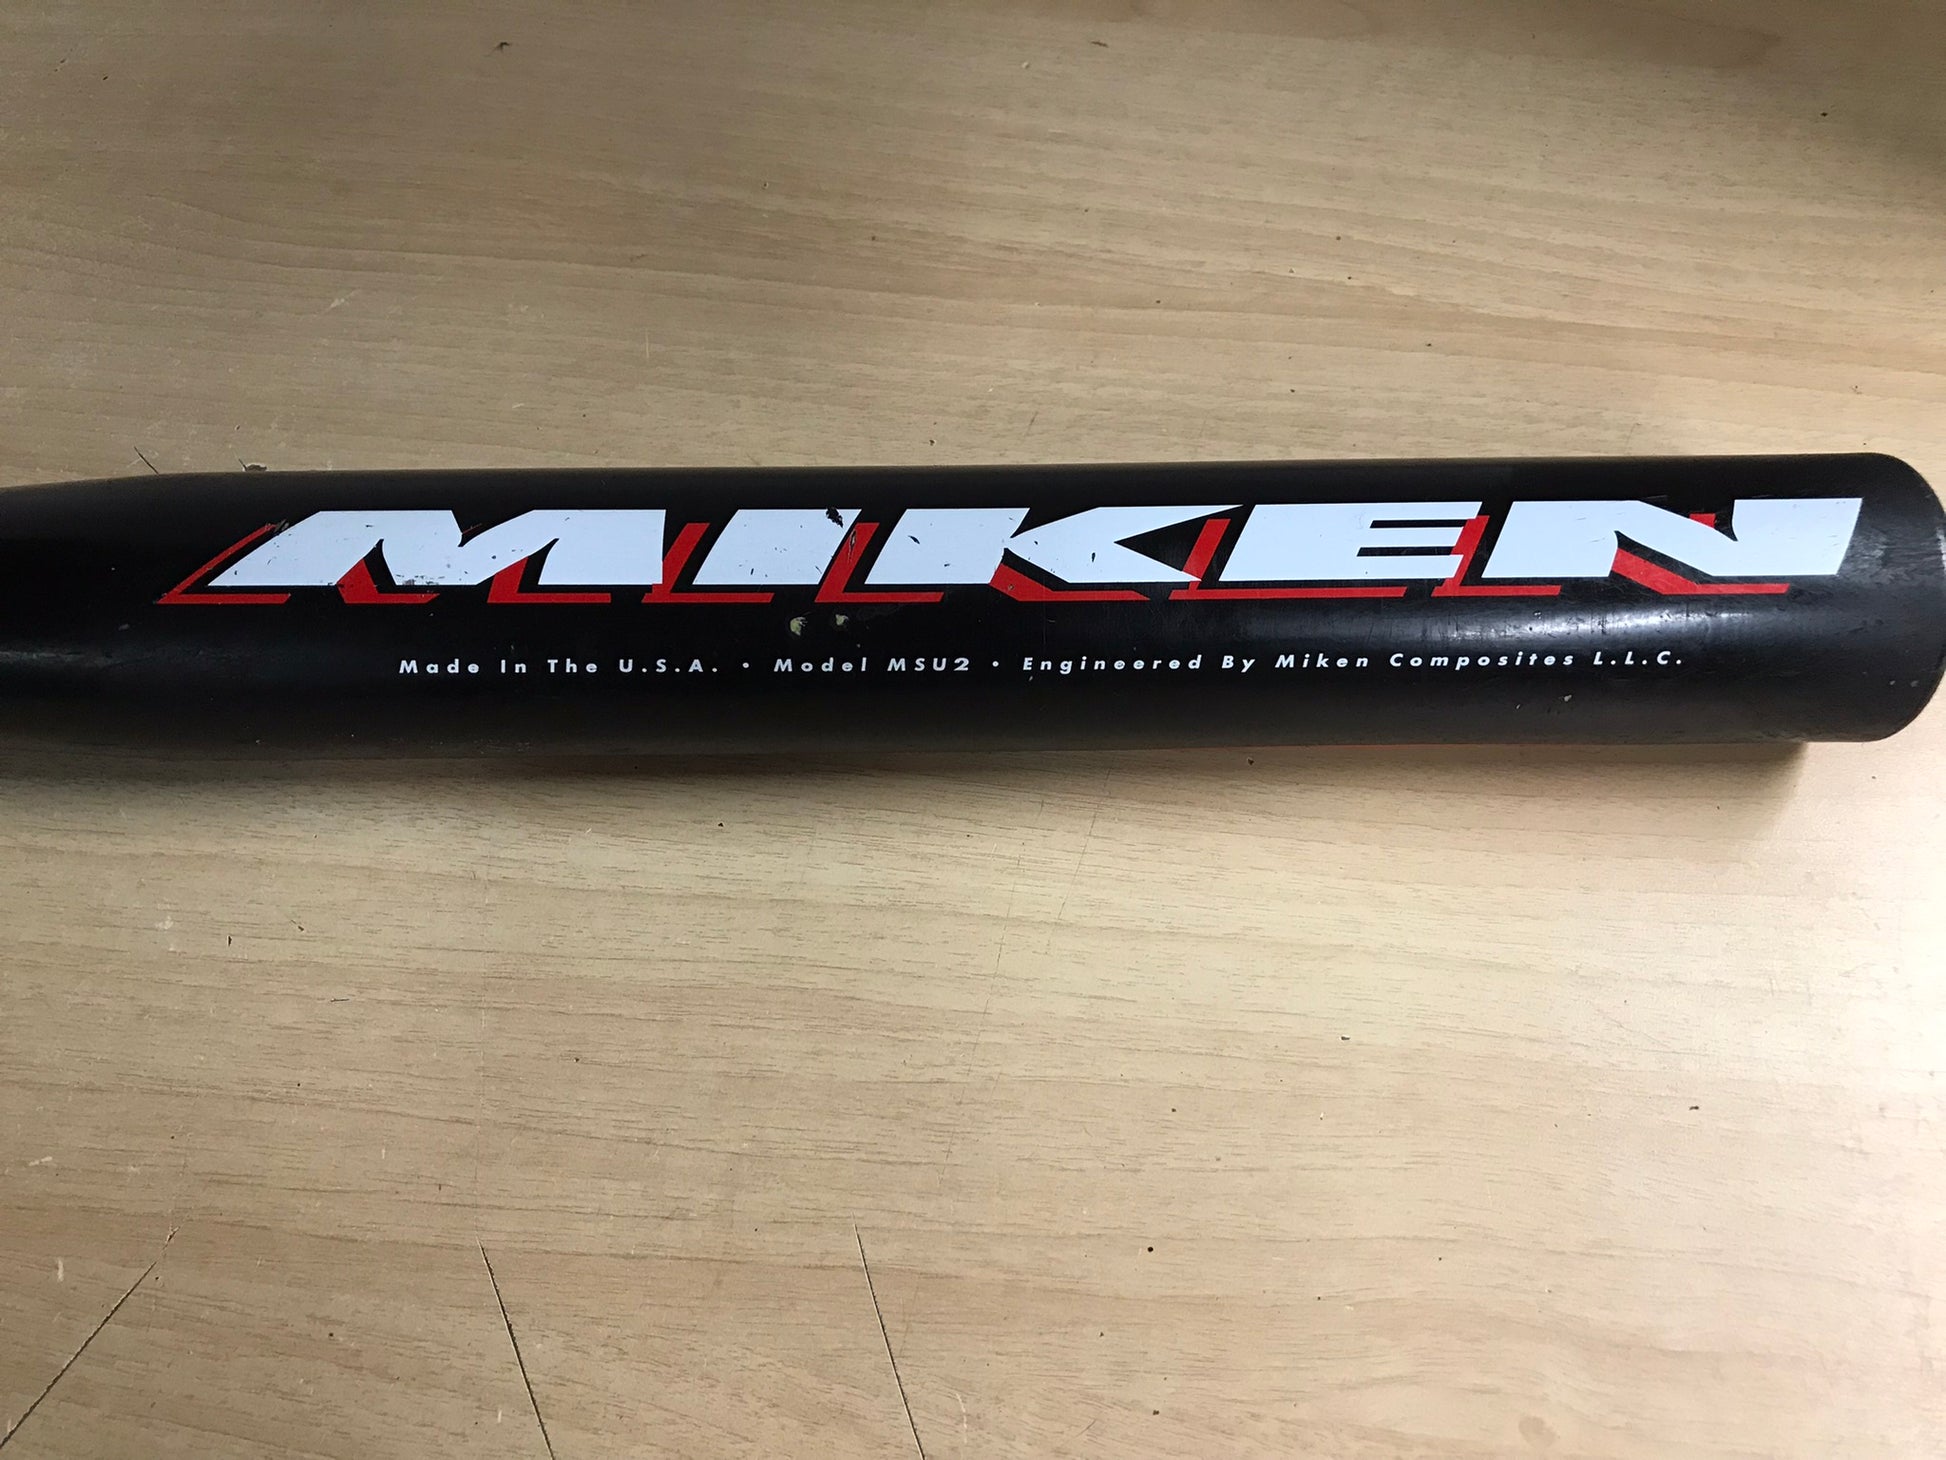 MIKEN
Made In The U.S.A. • Model MSU2 • Engineered By Miken Composites L.L.C.